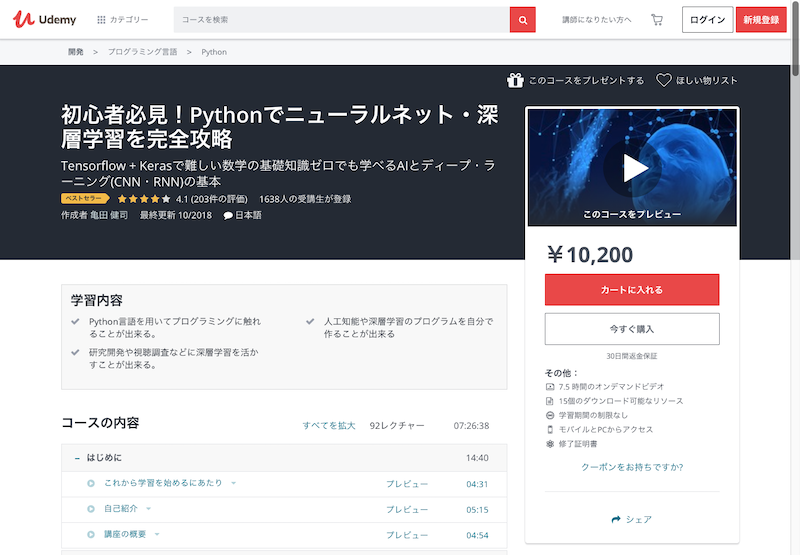 Udemy
カテゴリー
コースを検索
講師になりたい方へ
ログイン
新規登録
開発 > プログラミング言語 > Python
このコースをプレゼントする
ほしい物リスト
初心者必見！Pythonでニューラルネット・深
層学習を完全攻略
Tensorflow + Kerasで難しい数学の基礎知識ゼロでも学べるAIとディープ・ラ
ーニング(CNN・RNN)の基本
ベストセラー 4.1 (203件の評価) 1638人の受講生が登録
作成者 亀田 健司 最終更新 10/2018 日本語
このコースをプレビュー
￥10,200
カートに入れる
今すぐ購入
30日間返金保証
その他：
7.5 時間のオンデマンドビデオ
15個のダウンロード可能なリソース
学習期間の制限なし
モバイルとPCからアクセス
修了証明書
クーポンをお持ちですか?
シェア
学習内容
Python言語を用いてプログラミングに触れ
ることが出来る。
人工知能や深層学習のプログラムを自分で
作ることが出来る
研究開発や視聴調査などに深層学習を活か
すことが出来る。
コースの内容
すべてを拡大 92レクチャー 07:26:38
– はじめに 14:40
これから学習を始めるにあたり プレビュー 04:31
自己紹介 プレビュー 05:15
講座の概要 プレビュー 04:54